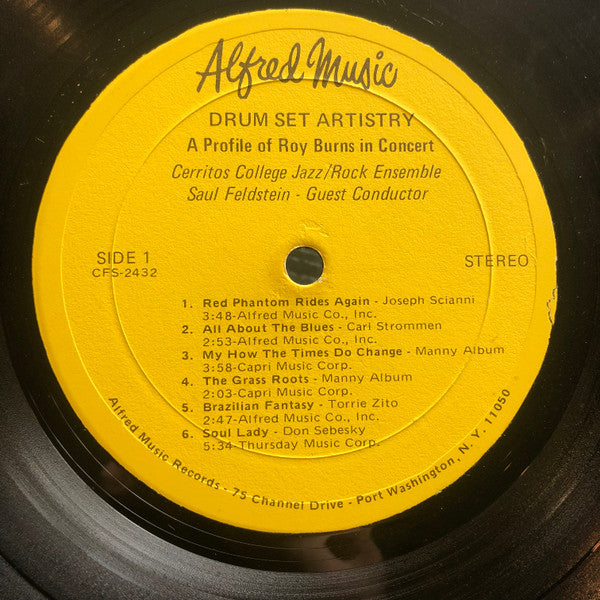 Alfred Music
DRUM SET ARTISTRY
A Profile of Roy Burns in Concert
Cerritos College Jazz/Rock Ensemble
Saul Feldstein - Guest Conductor
SIDE 1
CFS-2432
STEREO
1. Red Phantom Rides Again - Joseph Scianni
3:48-Alfred Music Co., Inc.
2. All About The Blues - Carl Strommen
2:53-Alfred Music Co., Inc.
3. My How The Times Do Change - Manny Album
3:58-Capri Music Corp.
4. The Grass Roots - Manny Album
2:03-Capri Music Corp.
5. Brazilian Fantasy - Torrie Zito
2:47-Alfred Music Co., Inc.
6. Soul Lady - Don Sebesky
5:34-Thursday Music Corp.
Alfred Music Records - 75 Channel Drive - Port Washington, N. Y. 11050